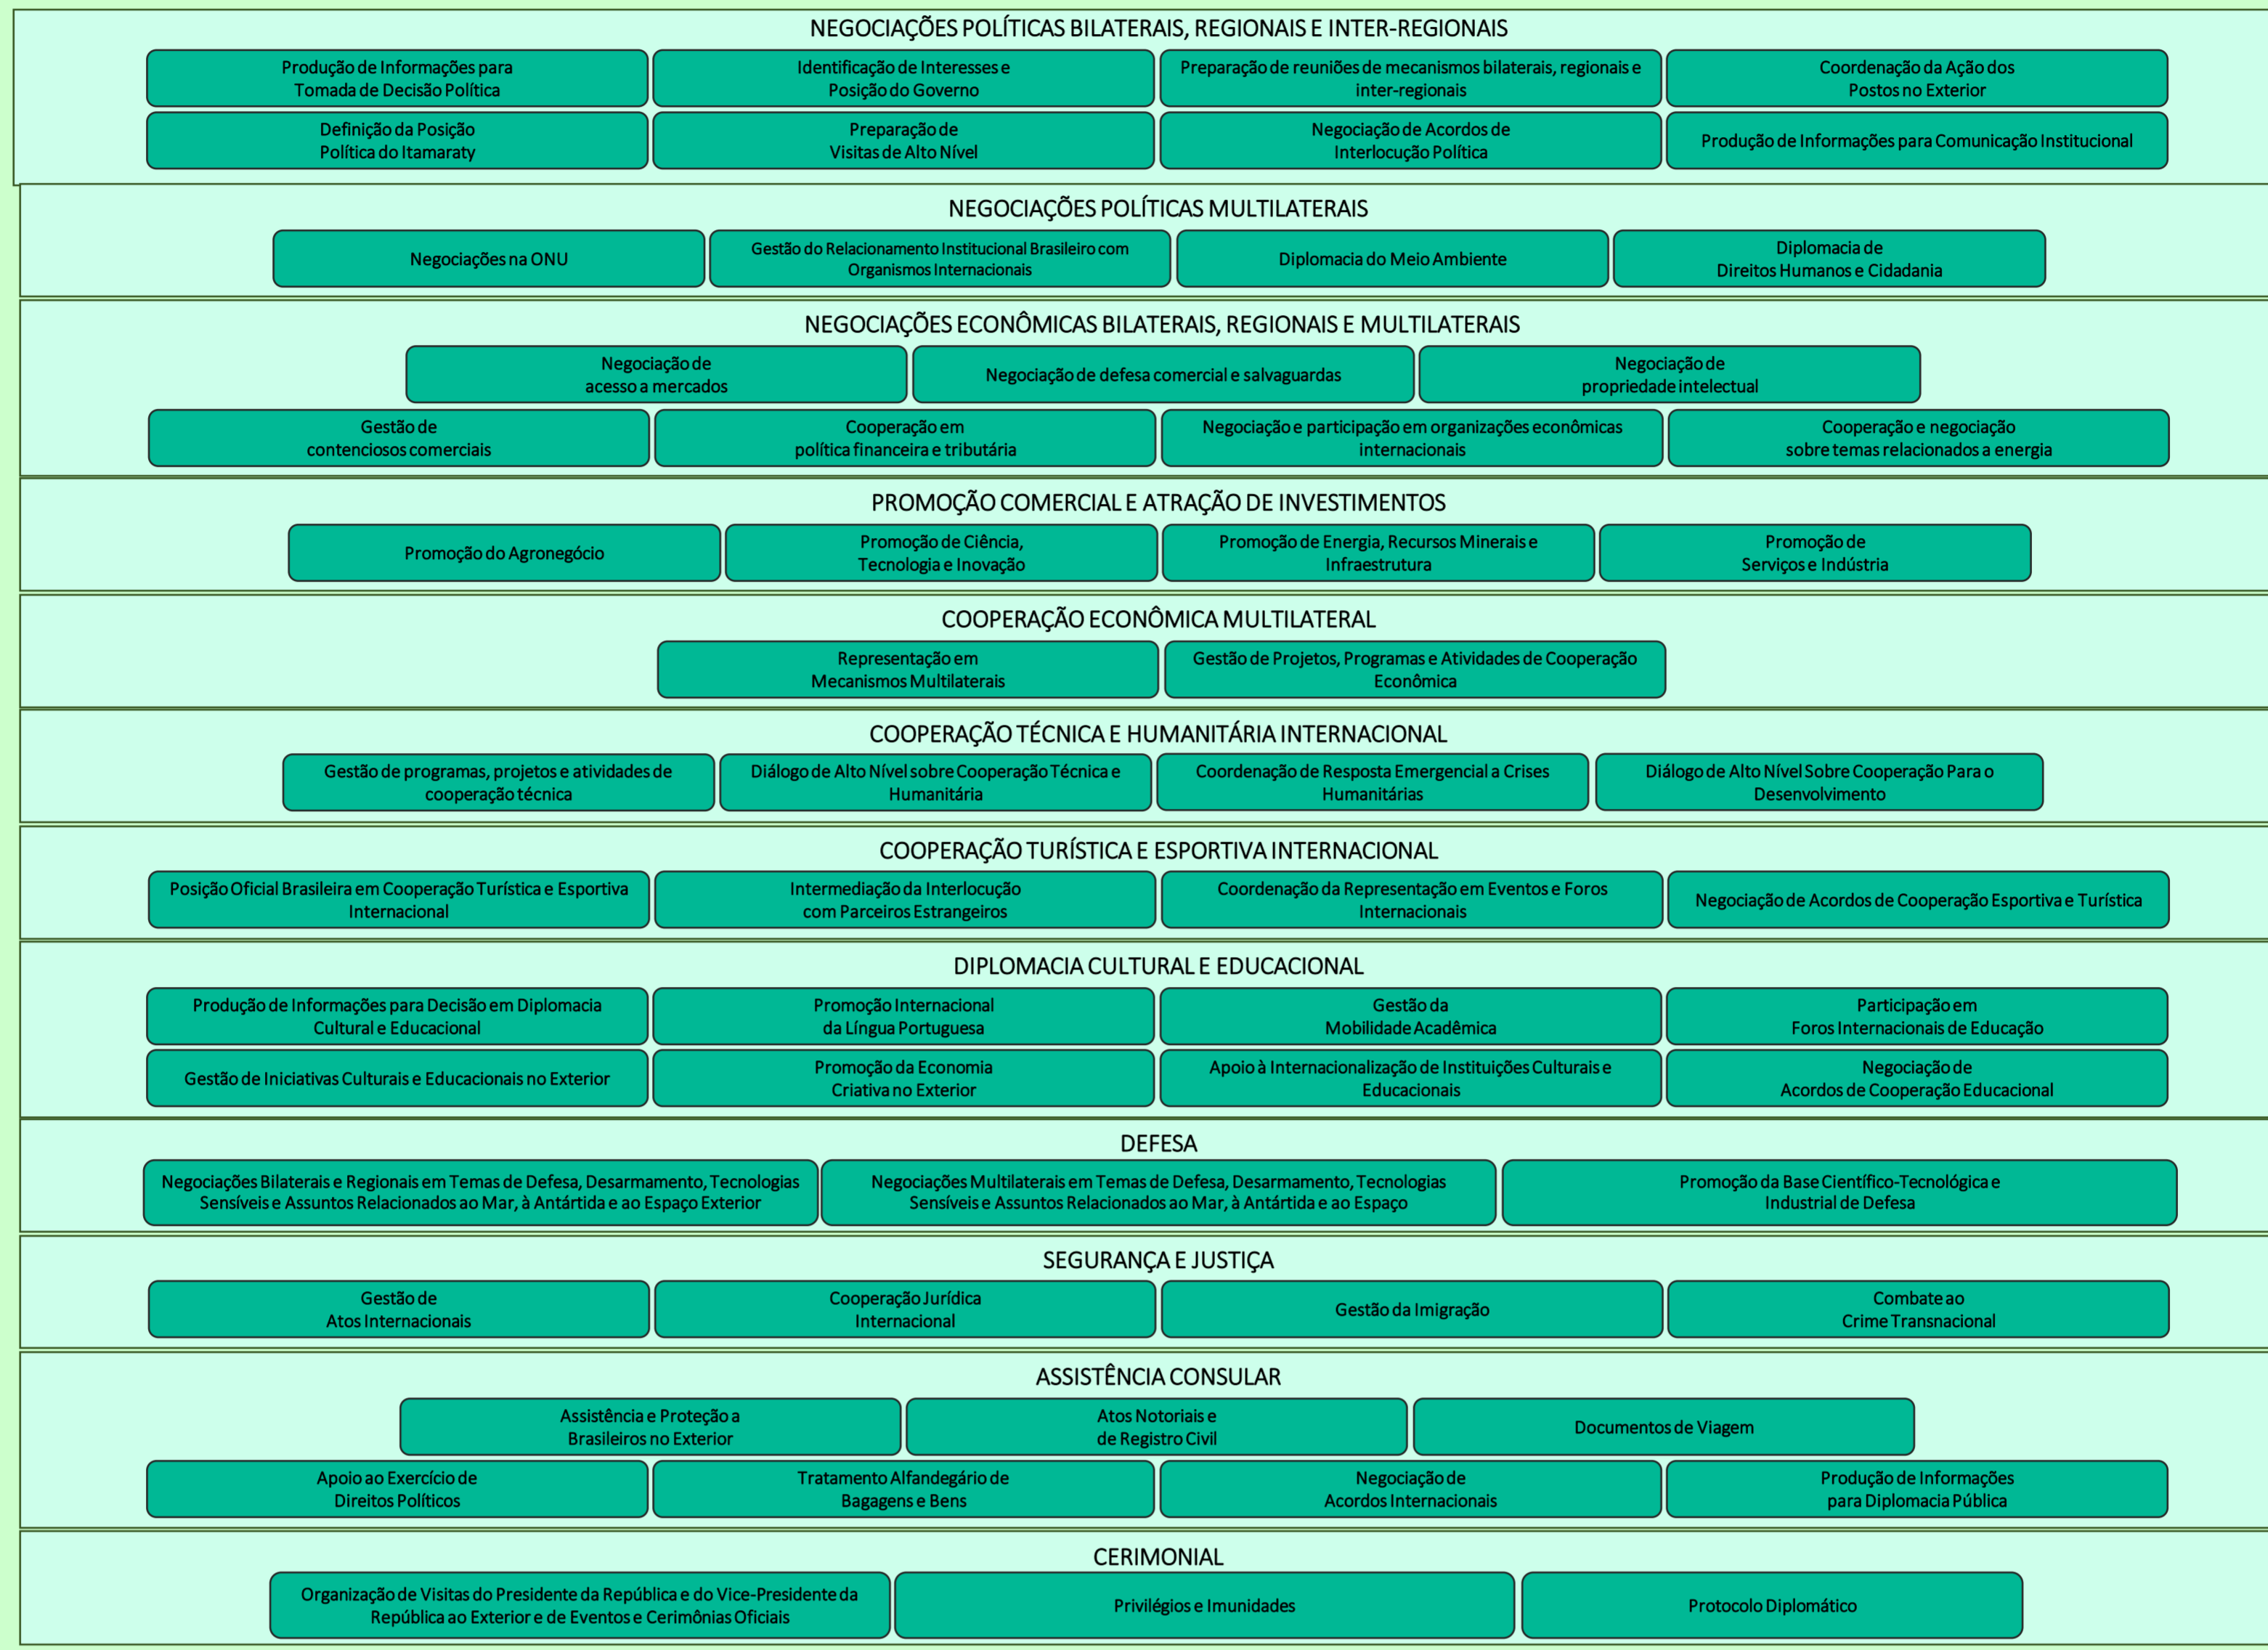 NEGOCIAÇÕES POLÍTICAS BILATERAIS, REGIONAIS E INTER-REGIONAIS
Produção de Informações para
Tomada de Decisão Política
Identificação de Interesses e
Posição do Governo
Preparação de reuniões de mecanismos bilaterais, regionais e
inter-regionais
Coordenação da Ação dos
Postos no Exterior
Definição da Posição
Política do Itamaraty
Preparação de
Visitas de Alto Nível
Negociação de Acordos de
Interlocução Política
Produção de Informações para Comunicação Institucional
NEGOCIAÇÕES POLÍTICAS MULTILATERAIS
Negociações na ONU
Gestão do Relacionamento Institucional Brasileiro com
Organismos Internacionais
Diplomacia do Meio Ambiente
Diplomacia de
Direitos Humanos e Cidadania
NEGOCIAÇÕES ECONÔMICAS BILATERAIS, REGIONAIS E MULTILATERAIS
Negociação de
acesso a mercados
Negociação de defesa comercial e salvaguardas
Negociação de
propriedade intelectual
Gestão de
contenciosos comerciais
Cooperação em
política financeira e tributária
Negociação e participação em organizações econômicas
internacionais
Cooperação e negociação
sobre temas relacionados a energia
PROMOÇÃO COMERCIAL E ATRAÇÃO DE INVESTIMENTOS
Promoção do Agronegócio
Promoção de Ciência,
Tecnologia e Inovação
Promoção de Energia, Recursos Minerais e
Infraestrutura
Promoção de
Serviços e Indústria
COOPERAÇÃO ECONÔMICA MULTILATERAL
Representação em
Mecanismos Multilaterais
Gestão de Projetos, Programas e Atividades de Cooperação
Econômica
COOPERAÇÃO TÉCNICA E HUMANITÁRIA INTERNACIONAL
Gestão de programas, projetos e atividades de
cooperação técnica
Diálogo de Alto Nível sobre Cooperação Técnica e
Humanitária
Coordenação de Resposta Emergencial a Crises
Humanitárias
Diálogo de Alto Nível Sobre Cooperação Para o
Desenvolvimento
COOPERAÇÃO TURÍSTICA E ESPORTIVA INTERNACIONAL
Posição Oficial Brasileira em Cooperação Turística e Esportiva
Internacional
Intermediação da Interlocução
com Parceiros Estrangeiros
Coordenação da Representação em Eventos e Foros
Internacionais
Negociação de Acordos de Cooperação Esportiva e Turística
DIPLOMACIA CULTURAL E EDUCACIONAL
Produção de Informações para Decisão em Diplomacia
Cultural e Educacional
Promoção Internacional
da Língua Portuguesa
Gestão da
Mobilidade Acadêmica
Participação em
Foros Internacionais de Educação
Gestão de Iniciativas Culturais e Educacionais no Exterior
Promoção da Economia
Criativa no Exterior
Apoio à Internacionalização de Instituições Culturais e
Educacionais
Negociação de
Acordos de Cooperação Educacional
DEFESA
Negociações Bilaterais e Regionais em Temas de Defesa, Desarmamento, Tecnologias
Sensíveis e Assuntos Relacionados ao Mar, à Antártida e ao Espaço Exterior
Negociações Multilaterais em Temas de Defesa, Desarmamento, Tecnologias
Sensíveis e Assuntos Relacionados ao Mar, à Antártida e ao Espaço
Promoção da Base Científico-Tecnológica e
Industrial de Defesa
SEGURANÇA E JUSTIÇA
Gestão de
Atos Internacionais
Cooperação Jurídica
Internacional
Gestão da Imigração
Combate ao
Crime Transnacional
ASSISTÊNCIA CONSULAR
Assistência e Proteção a
Brasileiros no Exterior
Atos Notoriais e
de Registro Civil
Documentos de Viagem
Apoio ao Exercício de
Direitos Políticos
Tratamento Alfandegário de
Bagagens e Bens
Negociação de
Acordos Internacionais
Produção de Informações
para Diplomacia Pública
CERIMONIAL
Organização de Visitas do Presidente da República e do Vice-Presidente da
República ao Exterior e de Eventos e Cerimônias Oficiais
Privilégios e Imunidades
Protocolo Diplomático